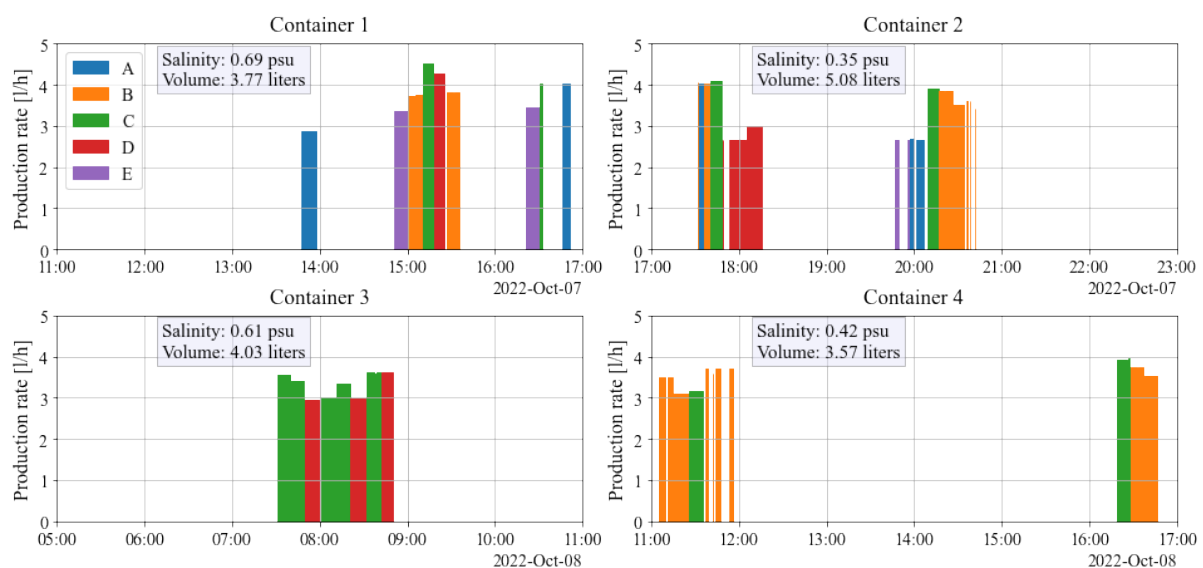 Container 1
Production rate [l/h]
5
4
3
2
1
0
A
B
C
D
E
Salinity: 0.69 psu
Volume: 3.77 liters
11:00 12:00 13:00 14:00 15:00 16:00 17:00
2022-Oct-07
Container 2
Production rate [l/h]
5
4
3
2
1
0
Salinity: 0.35 psu
Volume: 5.08 liters
17:00 18:00 19:00 20:00 21:00 22:00 23:00
2022-Oct-07
Container 3
Production rate [l/h]
5
4
3
2
1
0
Salinity: 0.61 psu
Volume: 4.03 liters
05:00 06:00 07:00 08:00 09:00 10:00 11:00
2022-Oct-08
Container 4
Production rate [l/h]
5
4
3
2
1
0
Salinity: 0.42 psu
Volume: 3.57 liters
11:00 12:00 13:00 14:00 15:00 16:00 17:00
2022-Oct-08